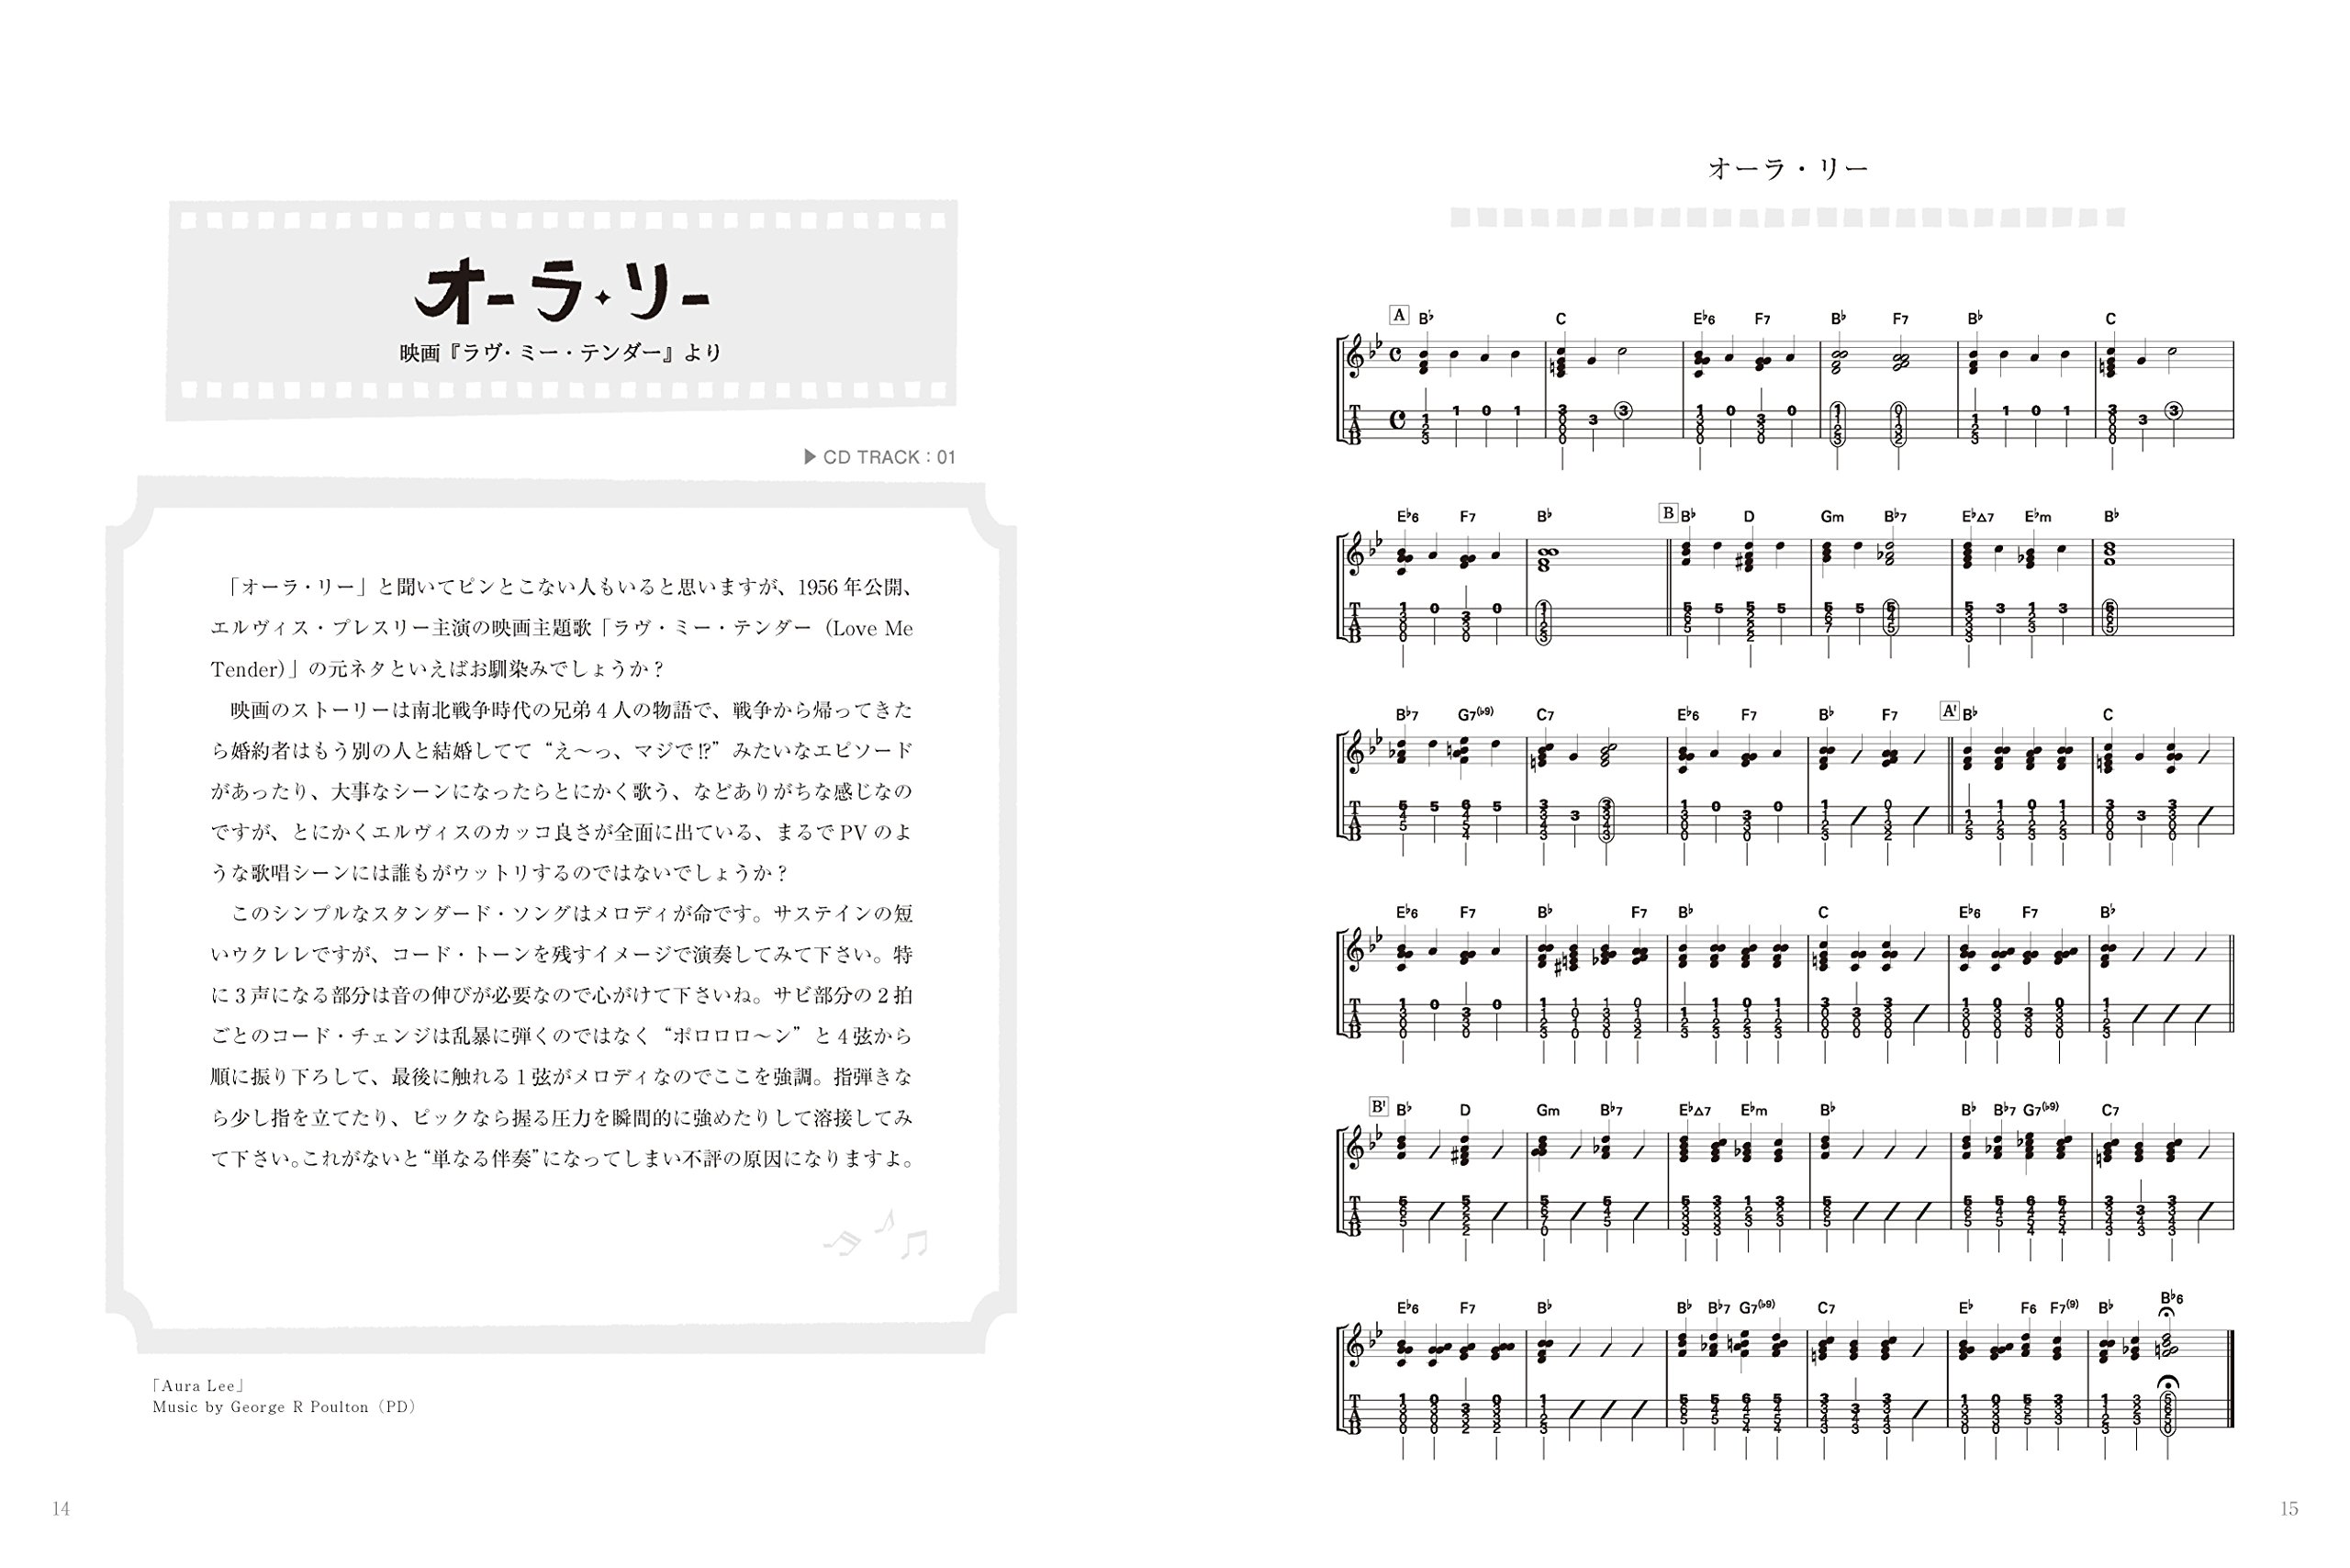 オーラ・リー
映画『ラヴ・ミー・テンダー』より
▶ CD TRACK : 01
「オーラ・リー」と聞いてピンとこない人もいると思いますが、1956年公開、
エルヴィス・プレスリー主演の映画主題歌「ラヴ・ミー・テンダー（Love Me
Tender）」の元ネタといえばお馴染みでしょうか？
映画のストーリーは南北戦争時代の兄弟4人の物語で、戦争から帰ってきた
ら婚約者はもう別の人と結婚してて“え〜っ、マジで!?”みたいなエピソード
があったり、大事なシーンになったらとにかく歌う、などありがちな感じなの
ですが、とにかくエルヴィスのカッコ良さが全面に出ている、まるでPVのよ
うな歌唱シーンには誰もがウットリするのではないでしょうか？
このシンプルなスタンダード・ソングはメロディが命です。サステインの短
いウクレレですが、コード・トーンを残すイメージで演奏してみて下さい。特
に3声になる部分は音の伸びが必要なので心がけて下さいね。サビ部分の2拍
ごとのコード・チェンジは乱暴に弾くのではなく“ポロロロ〜ン”と4弦から
順に振り下ろして、最後に触れる1弦がメロディなのでここを強調。指弾きな
ら少し指を立てたり、ピックなら握る圧力を瞬間的に強めたりして溶接してみ
て下さい。これがないと“単なる伴奏”になってしまい不評の原因になりますよ。
「Aura Lee」
Music by George R Poulton（PD）
14
オーラ・リー
A B♭ C E♭6 F7 B♭ F7 B♭ C
E♭6 F7 B♭ B B♭ D Gm B♭7 E♭△7 E♭m B♭
B♭7 G7(♭9) C7 E♭6 F7 B♭ F7 A' B♭ C
E♭6 F7 B♭ F7 B♭ C E♭6 F7 B♭
B' B♭ D Gm B♭7 E♭△7 E♭m B♭ B♭ B♭7 G7(♭9) C7
E♭6 F7 B♭ B♭ B♭7 G7(♭9) C7 E♭ F6 F7(9) B♭ B♭6
15